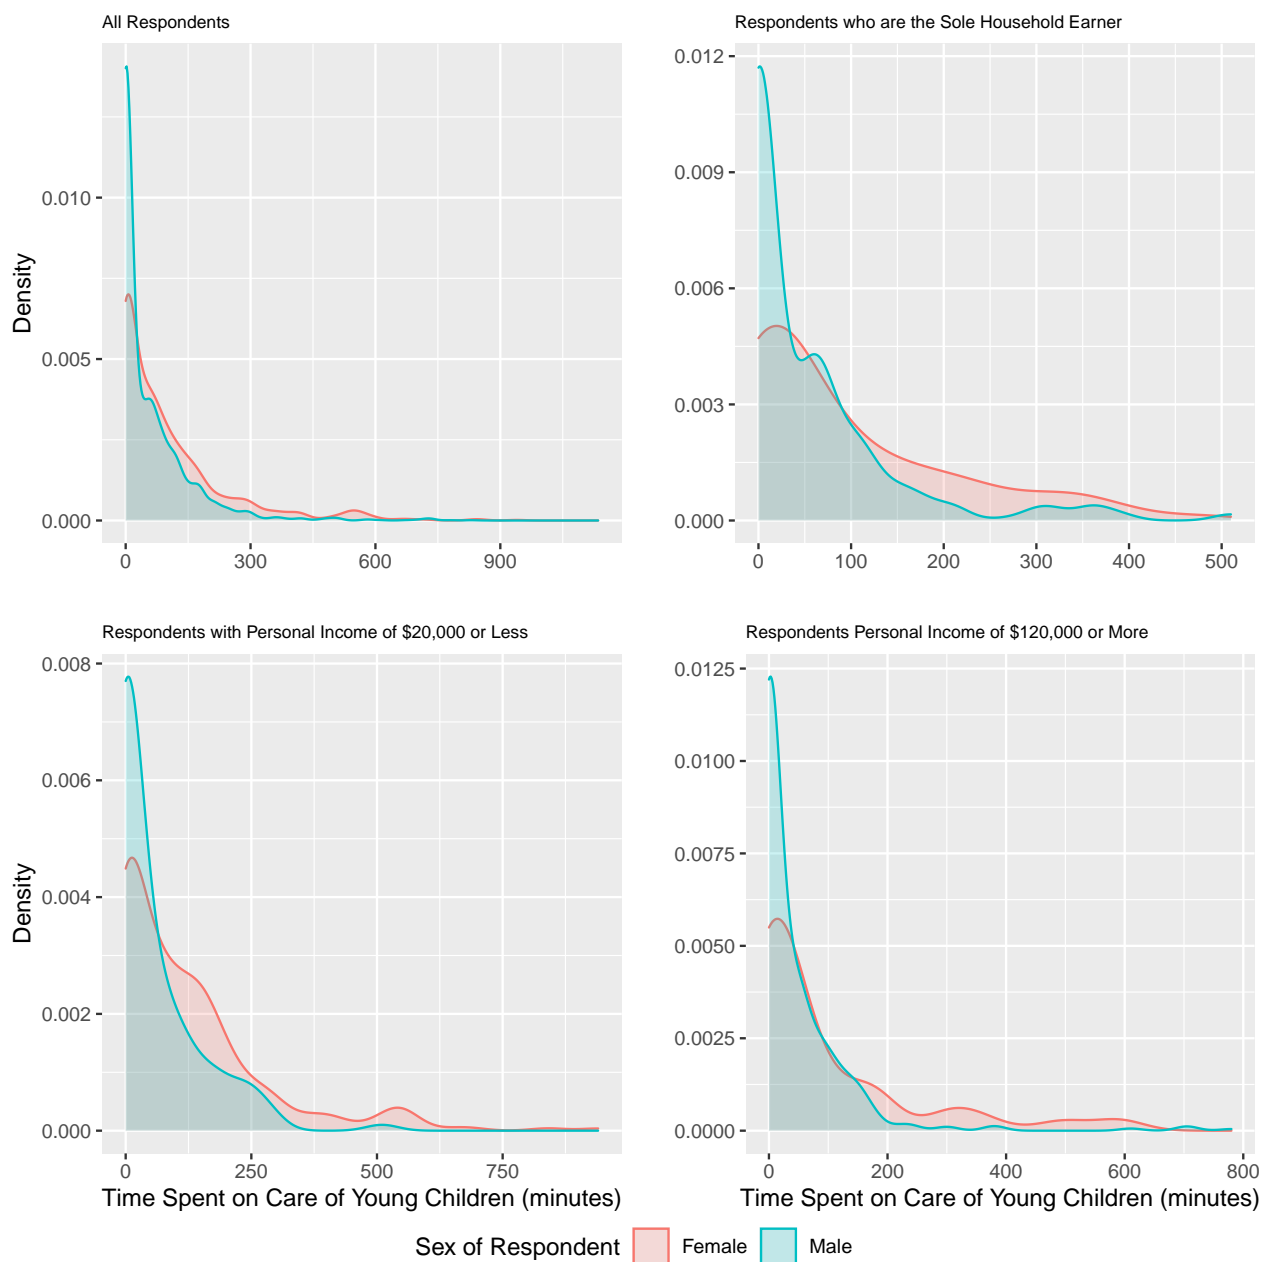 All Respondents
Respondents who are the Sole Household Earner
0.010
0.005
0.000
Density
0 300 600 900
0.012
0.009
0.006
0.003
0.000
0 100 200 300 400 500
Respondents with Personal Income of $20,000 or Less
Respondents Personal Income of $120,000 or More
0.008
0.006
0.004
0.002
0.000
Density
0 250 500 750
Time Spent on Care of Young Children (minutes)
0.0125
0.0100
0.0075
0.0050
0.0025
0.0000
0 200 400 600 800
Time Spent on Care of Young Children (minutes)
Sex of Respondent Female Male